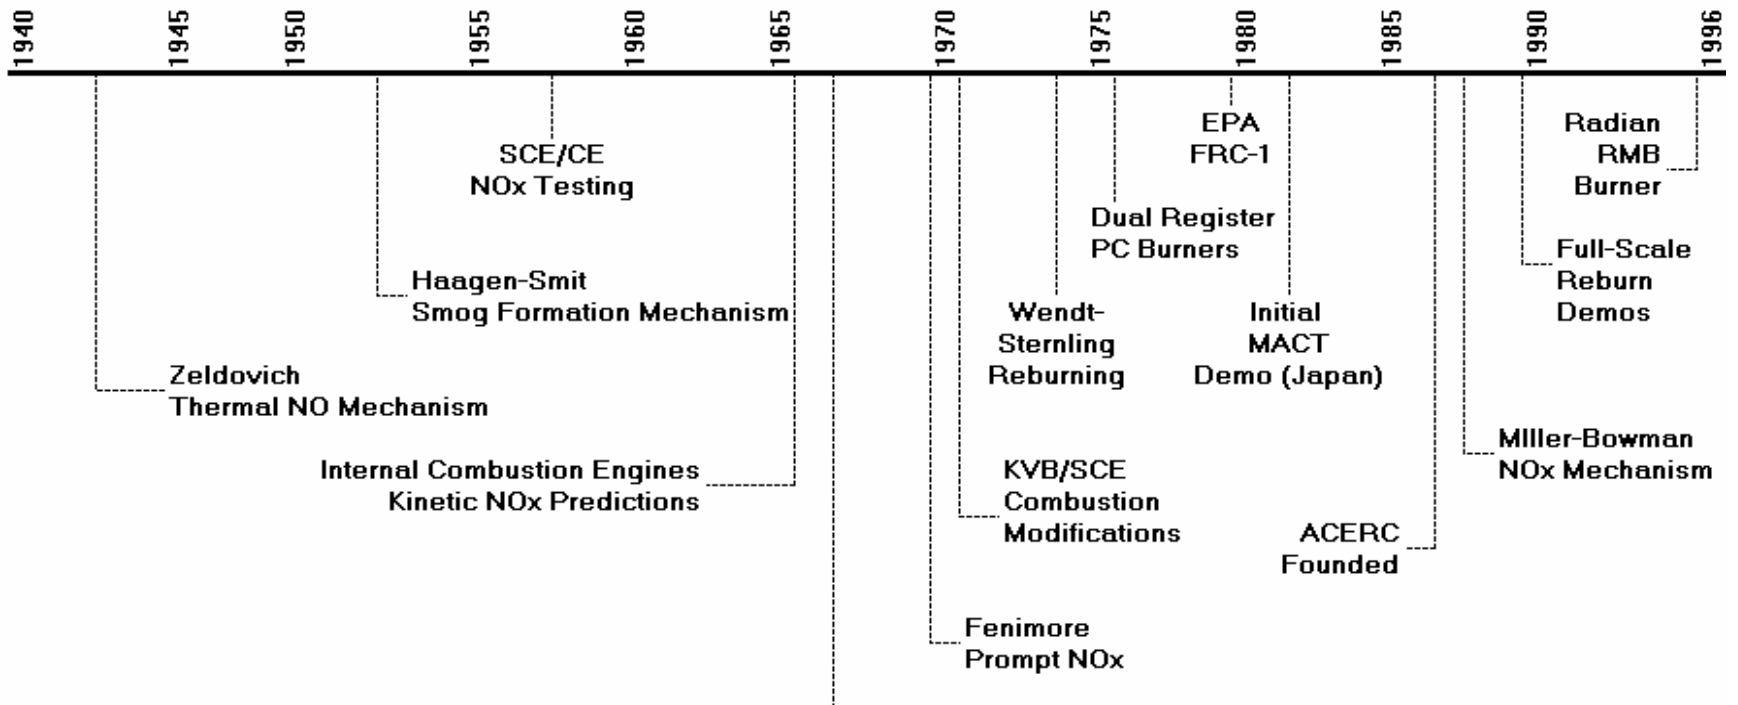 1940
1945
1950
1955
1960
1965
1970
1975
1980
1985
1990
1996
SCE/CE
NOx Testing
EPA
FRC-1
Radian
RMB
Burner
Dual Register
PC Burners
Full-Scale
Reburn
Demos
Haagen-Smit
Smog Formation Mechanism
Wendt-
Sternling
Reburning
Initial
MACT
Demo (Japan)
Zeldovich
Thermal NO Mechanism
MIller-Bowman
NOx Mechanism
Internal Combustion Engines
Kinetic NOx Predictions
KVB/SCE
Combustion
Modifications
ACERC
Founded
Fenimore
Prompt NOx